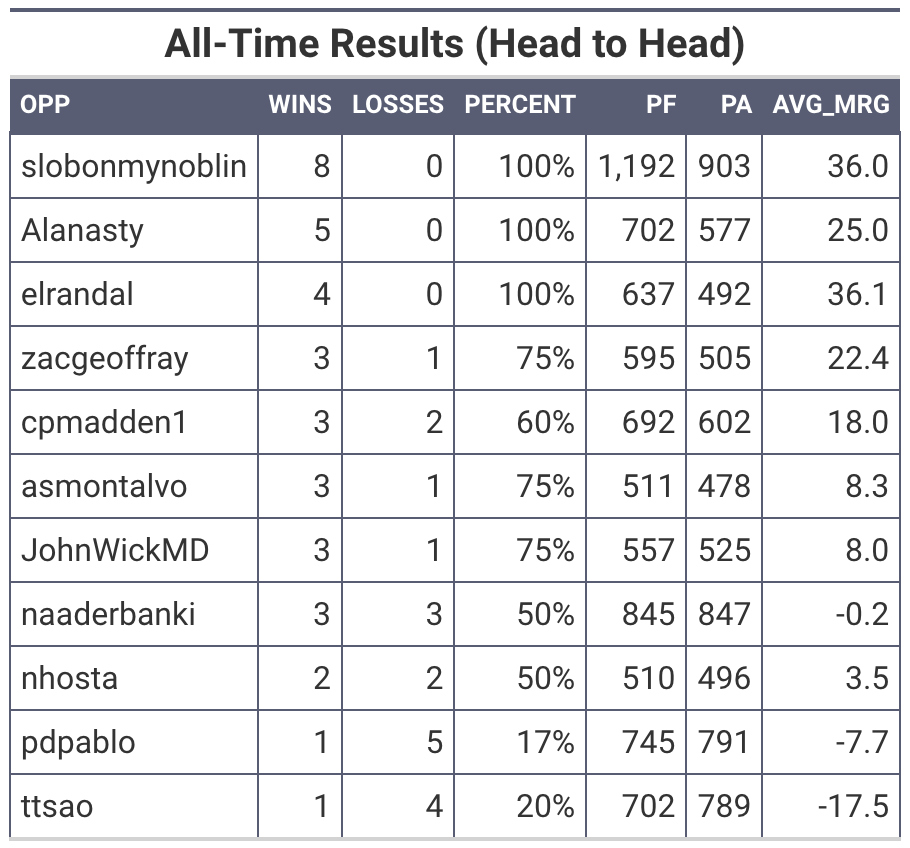 All-Time Results (Head to Head)
OPP WINS LOSSES PERCENT PF PA AVG_MRG
slobonmynoblin 8 0 100% 1,192 903 36.0
Alanasty 5 0 100% 702 577 25.0
elrandal 4 0 100% 637 492 36.1
zacgeoffray 3 1 75% 595 505 22.4
cpmadden1 3 2 60% 692 602 18.0
asmontalvo 3 1 75% 511 478 8.3
JohnWickMD 3 1 75% 557 525 8.0
naaderbanki 3 3 50% 845 847 -0.2
nhosta 2 2 50% 510 496 3.5
pdpablo 1 5 17% 745 791 -7.7
ttsao 1 4 20% 702 789 -17.5